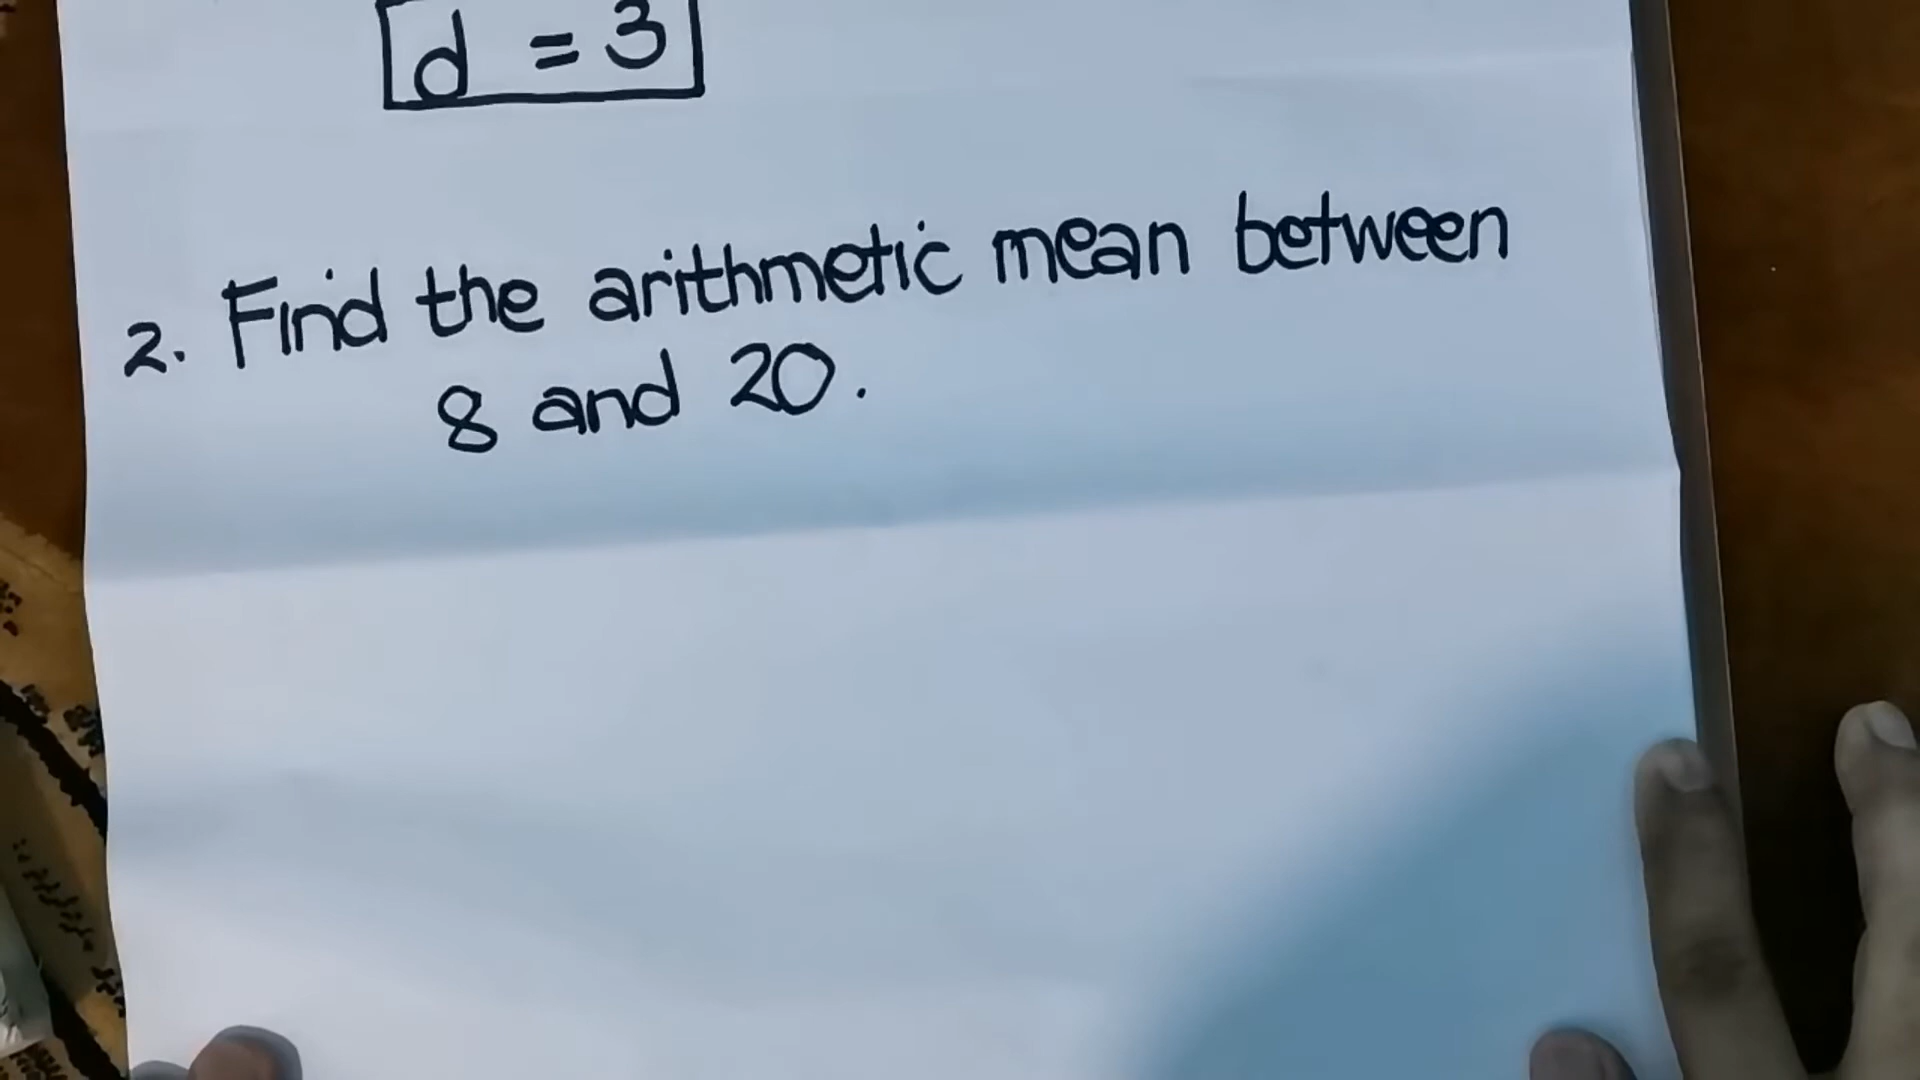 d = 3
2. Find the arithmetic mean between
8 and 20.